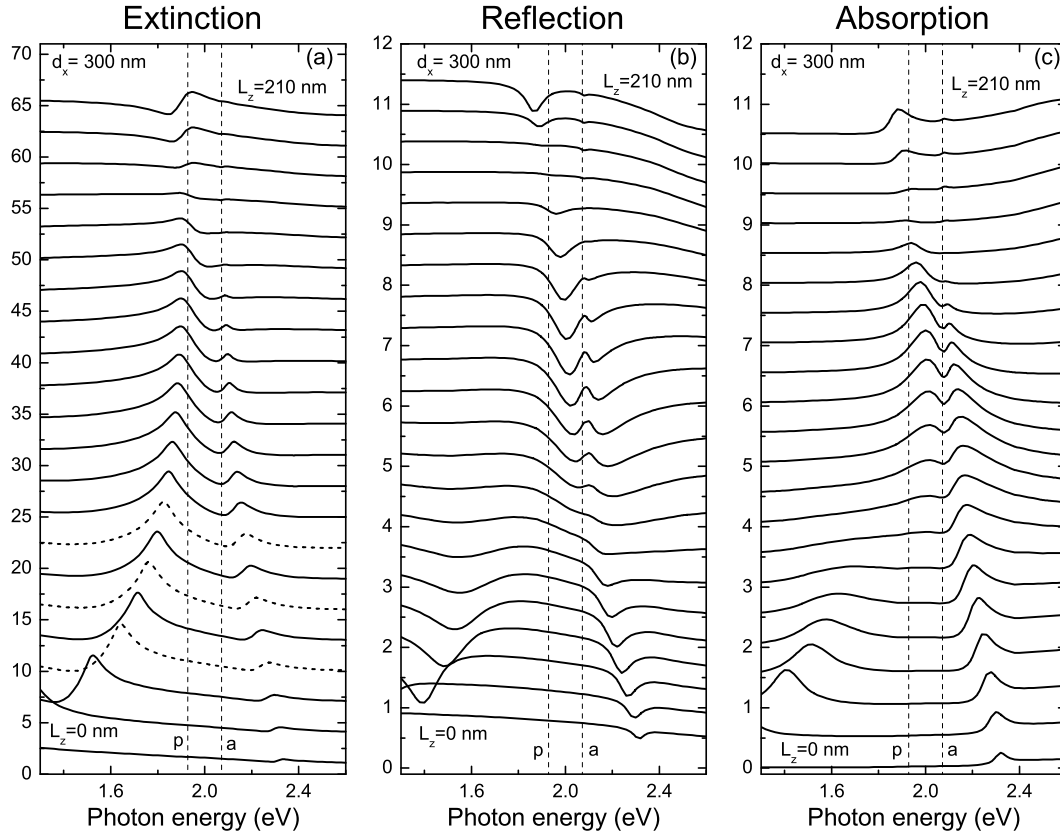 Extinction
Reflection
Absorption
70
65
60
55
50
45
40
35
30
25
20
15
10
5
0
d_x= 300 nm
(a)
L_z=210 nm
L_z=0 nm
p
a
1.6
2.0
2.4
Photon energy (eV)
12
11
10
9
8
7
6
5
4
3
2
1
0
d_x= 300 nm
(b)
L_z=210 nm
L_z=0 nm
p
a
1.6
2.0
2.4
Photon energy (eV)
12
11
10
9
8
7
6
5
4
3
2
1
0
d_x= 300 nm
(c)
L_z=210 nm
L_z=0 nm
p
a
1.6
2.0
2.4
Photon energy (eV)